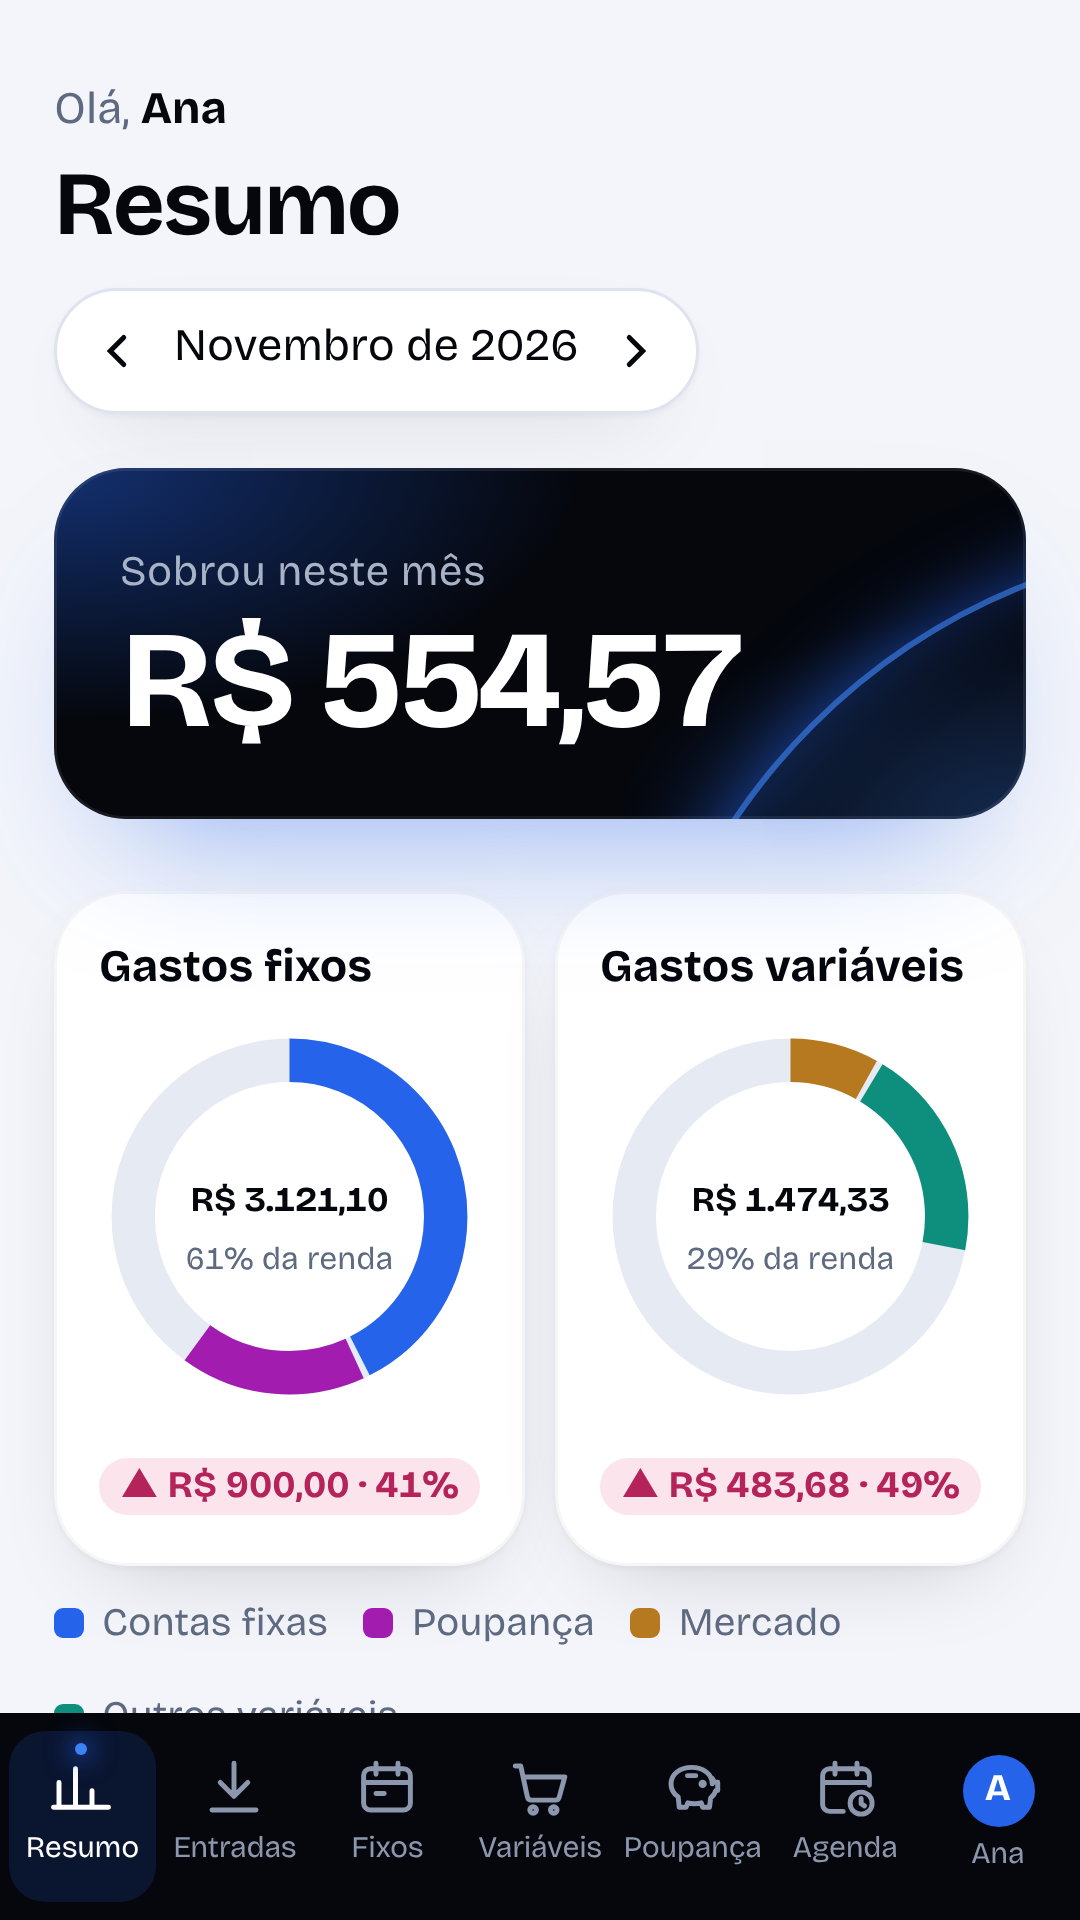 Olá, Ana
Resumo
Novembro de 2026
Sobrou neste mês
R$ 554,57
Gastos fixos
R$ 3.121,10
61% da renda
▲ R$ 900,00 · 41%
Gastos variáveis
R$ 1.474,33
29% da renda
▲ R$ 483,68 · 49%
Contas fixas
Poupança
Mercado
Outros variáveis
Resumo
Entradas
Fixos
Variáveis
Poupança
Agenda
A
Ana